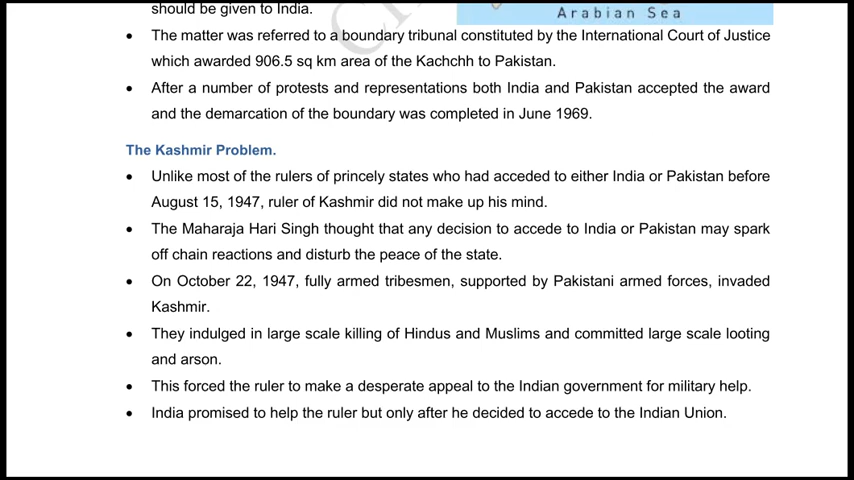 should be given to India.
Arabian Sea
• The matter was referred to a boundary tribunal constituted by the International Court of Justice
which awarded 906.5 sq km area of the Kachchh to Pakistan.
• After a number of protests and representations both India and Pakistan accepted the award
and the demarcation of the boundary was completed in June 1969.
The Kashmir Problem.
• Unlike most of the rulers of princely states who had acceded to either India or Pakistan before
August 15, 1947, ruler of Kashmir did not make up his mind.
• The Maharaja Hari Singh thought that any decision to accede to India or Pakistan may spark
off chain reactions and disturb the peace of the state.
• On October 22, 1947, fully armed tribesmen, supported by Pakistani armed forces, invaded
Kashmir.
• They indulged in large scale killing of Hindus and Muslims and committed large scale looting
and arson.
• This forced the ruler to make a desperate appeal to the Indian government for military help.
• India promised to help the ruler but only after he decided to accede to the Indian Union.